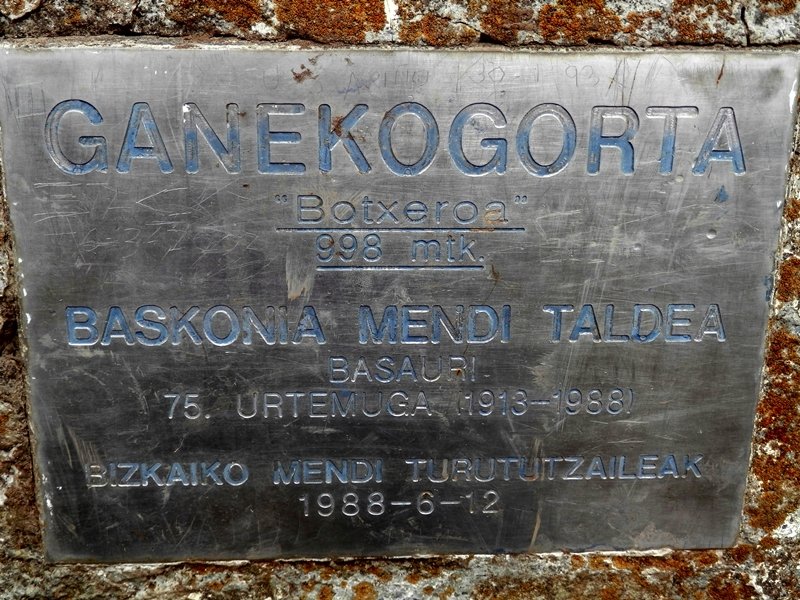 GANEKOGORTA
"Botxeroa"
998 mtk.
BASKONIA MENDI TALDEA
BASAURI
75. URTEMUGA (1913-1988)
BIZKAIKO MENDI TURUTUTZAILEAK
1988-6-12